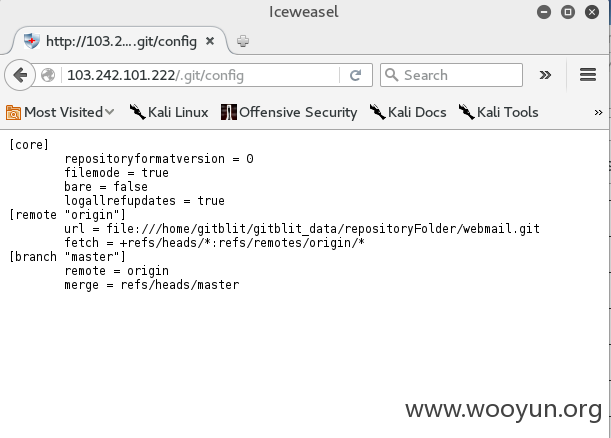 Iceweasel
http://103.2... .git/config
103.242.101.222/.git/config
Search
Most Visited
Kali Linux
Offensive Security
Kali Docs
Kali Tools
[core]
repositoryformatversion = 0
filemode = true
bare = false
logallrefupdates = true
[remote "origin"]
url = file:///home/gitblit/gitblit_data/repositoryFolder/webmail.git
fetch = +refs/heads/*:refs/remotes/origin/*
[branch "master"]
remote = origin
merge = refs/heads/master
www.wooyun.org